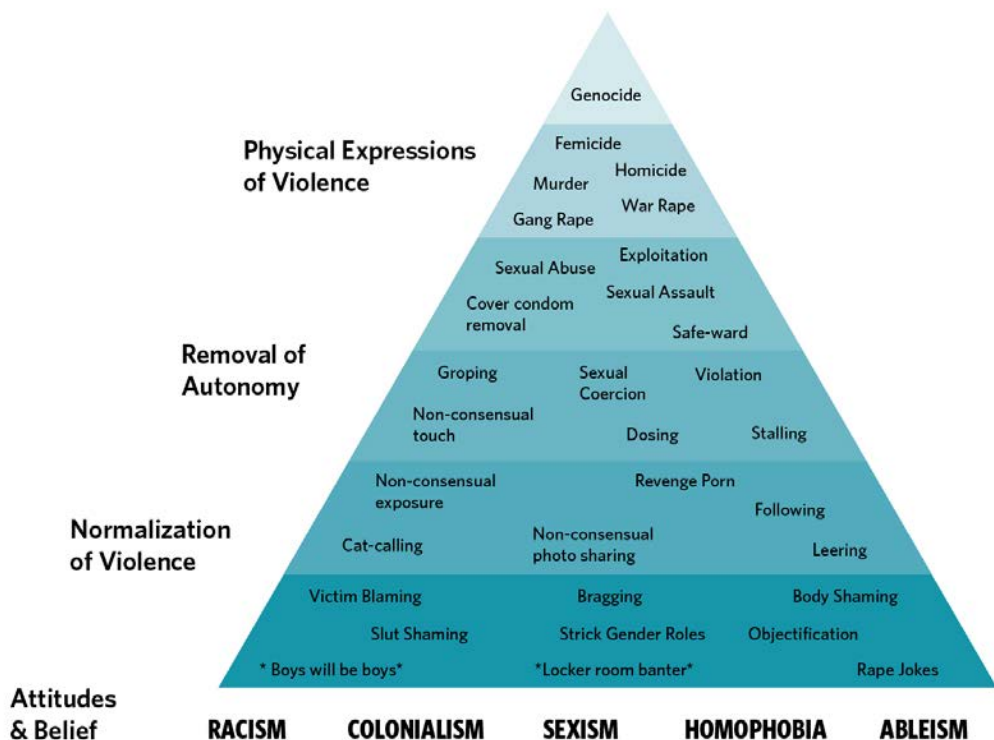 Genocide
Physical Expressions
of Violence
Femicide
Homicide
Murder
War Rape
Gang Rape
Exploitation
Sexual Abuse
Sexual Assault
Cover condom
removal
Safe-ward
Removal of
Autonomy
Groping
Sexual
Coercion
Violation
Non-consensual
touch
Dosing
Stalling
Normalization
of Violence
Non-consensual
exposure
Revenge Porn
Following
Cat-calling
Non-consensual
photo sharing
Leering
Victim Blaming
Bragging
Body Shaming
Slut Shaming
Strick Gender Roles
Objectification
* Boys will be boys*
*Locker room banter*
Rape Jokes
Attitudes
& Belief
RACISM
COLONIALISM
SEXISM
HOMOPHOBIA
ABLEISM